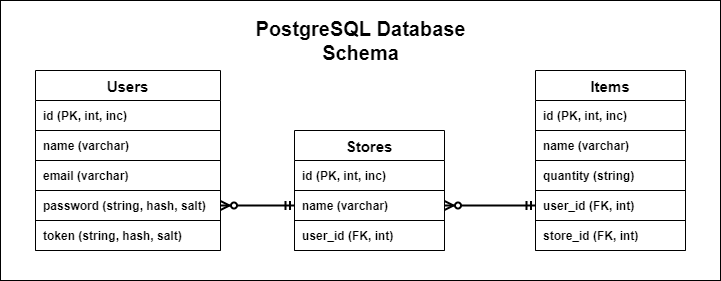 PostgreSQL Database
Schema
Users
id (PK, int, inc)
name (varchar)
email (varchar)
password (string, hash, salt)
token (string, hash, salt)
Stores
id (PK, int, inc)
name (varchar)
user_id (FK, int)
Items
id (PK, int, inc)
name (varchar)
quantity (string)
user_id (FK, int)
store_id (FK, int)